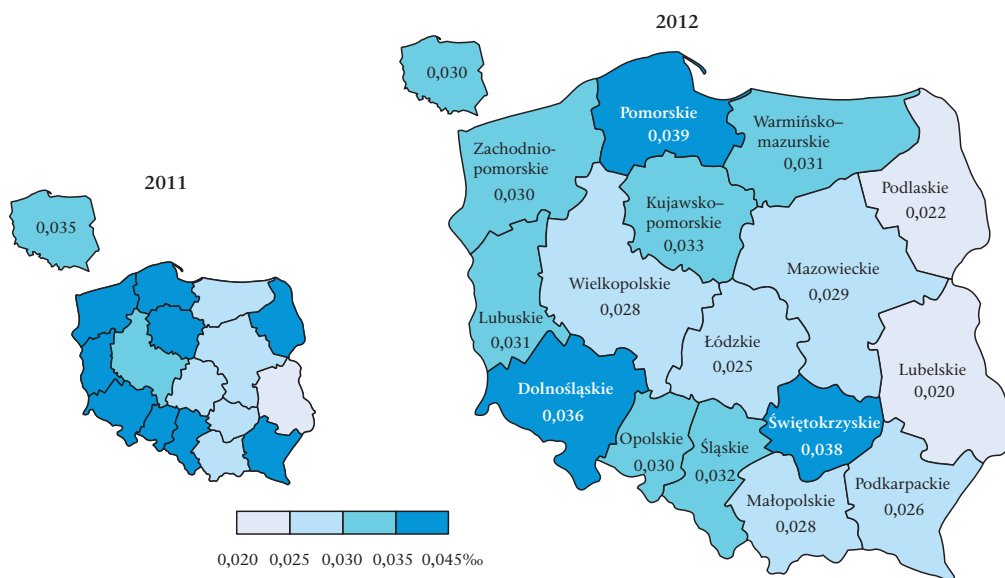 2012
0,030
Pomorskie
0,039
Warmińsko–
mazurskie
0,031
Zachodnio-
pomorskie
0,030
Podlaskie
0,022
Kujawsko-
pomorskie
0,033
Mazowieckie
0,029
Wielkopolskie
0,028
Lubuskie
0,031
Łódzkie
0,025
Lubelskie
0,020
Dolnośląskie
0,036
Świętokrzyskie
0,038
Opolskie
0,030
Śląskie
0,032
Małopolskie
0,028
Podkarpackie
0,026
2011
0,035
0,020 0,025 0,030 0,035 0,045‰